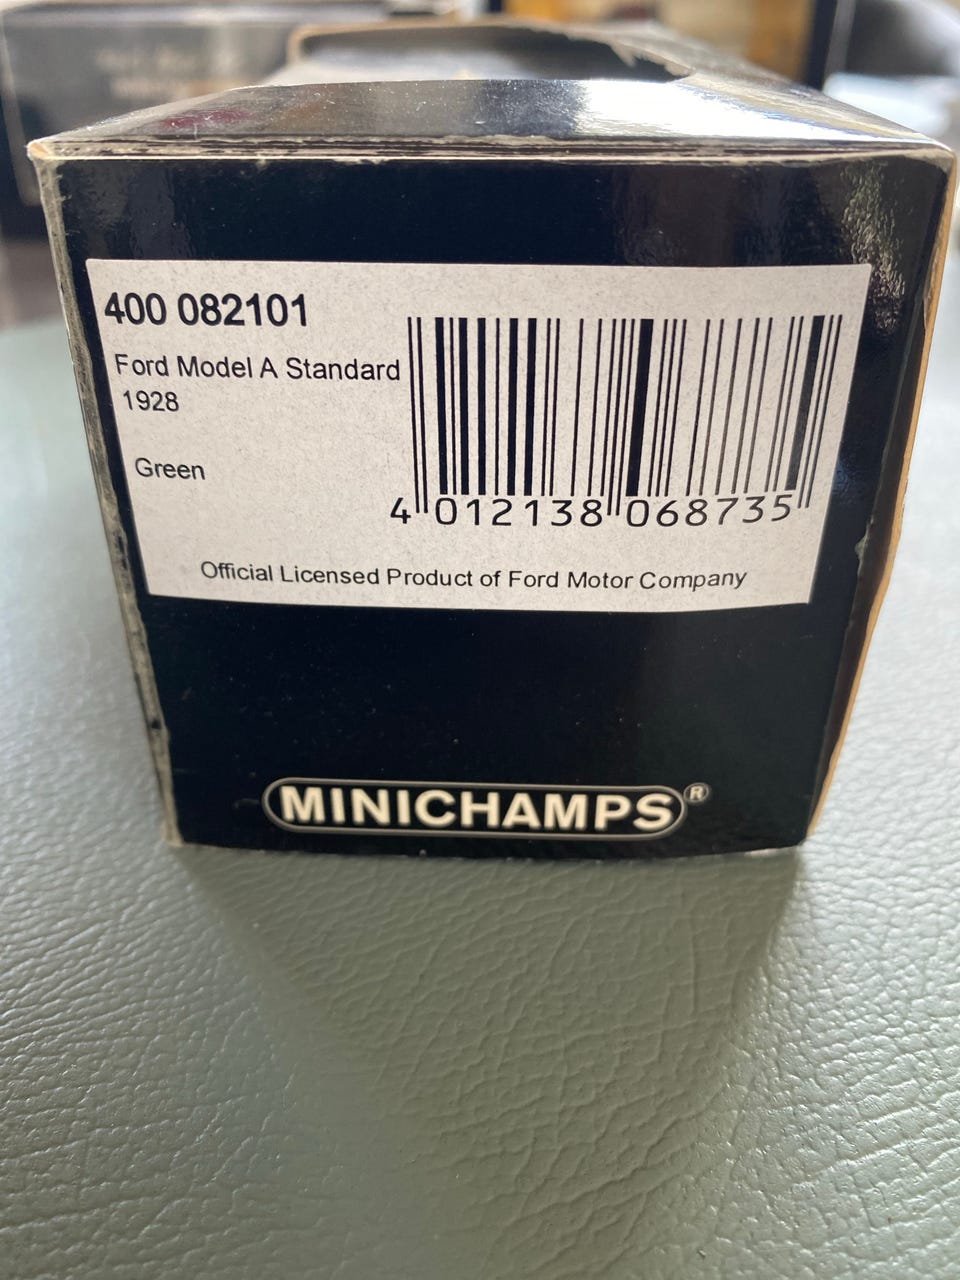 400 082101
Ford Model A Standard
1928
Green
4 012138 068735
Official Licensed Product of Ford Motor Company
MINICHAMPS®